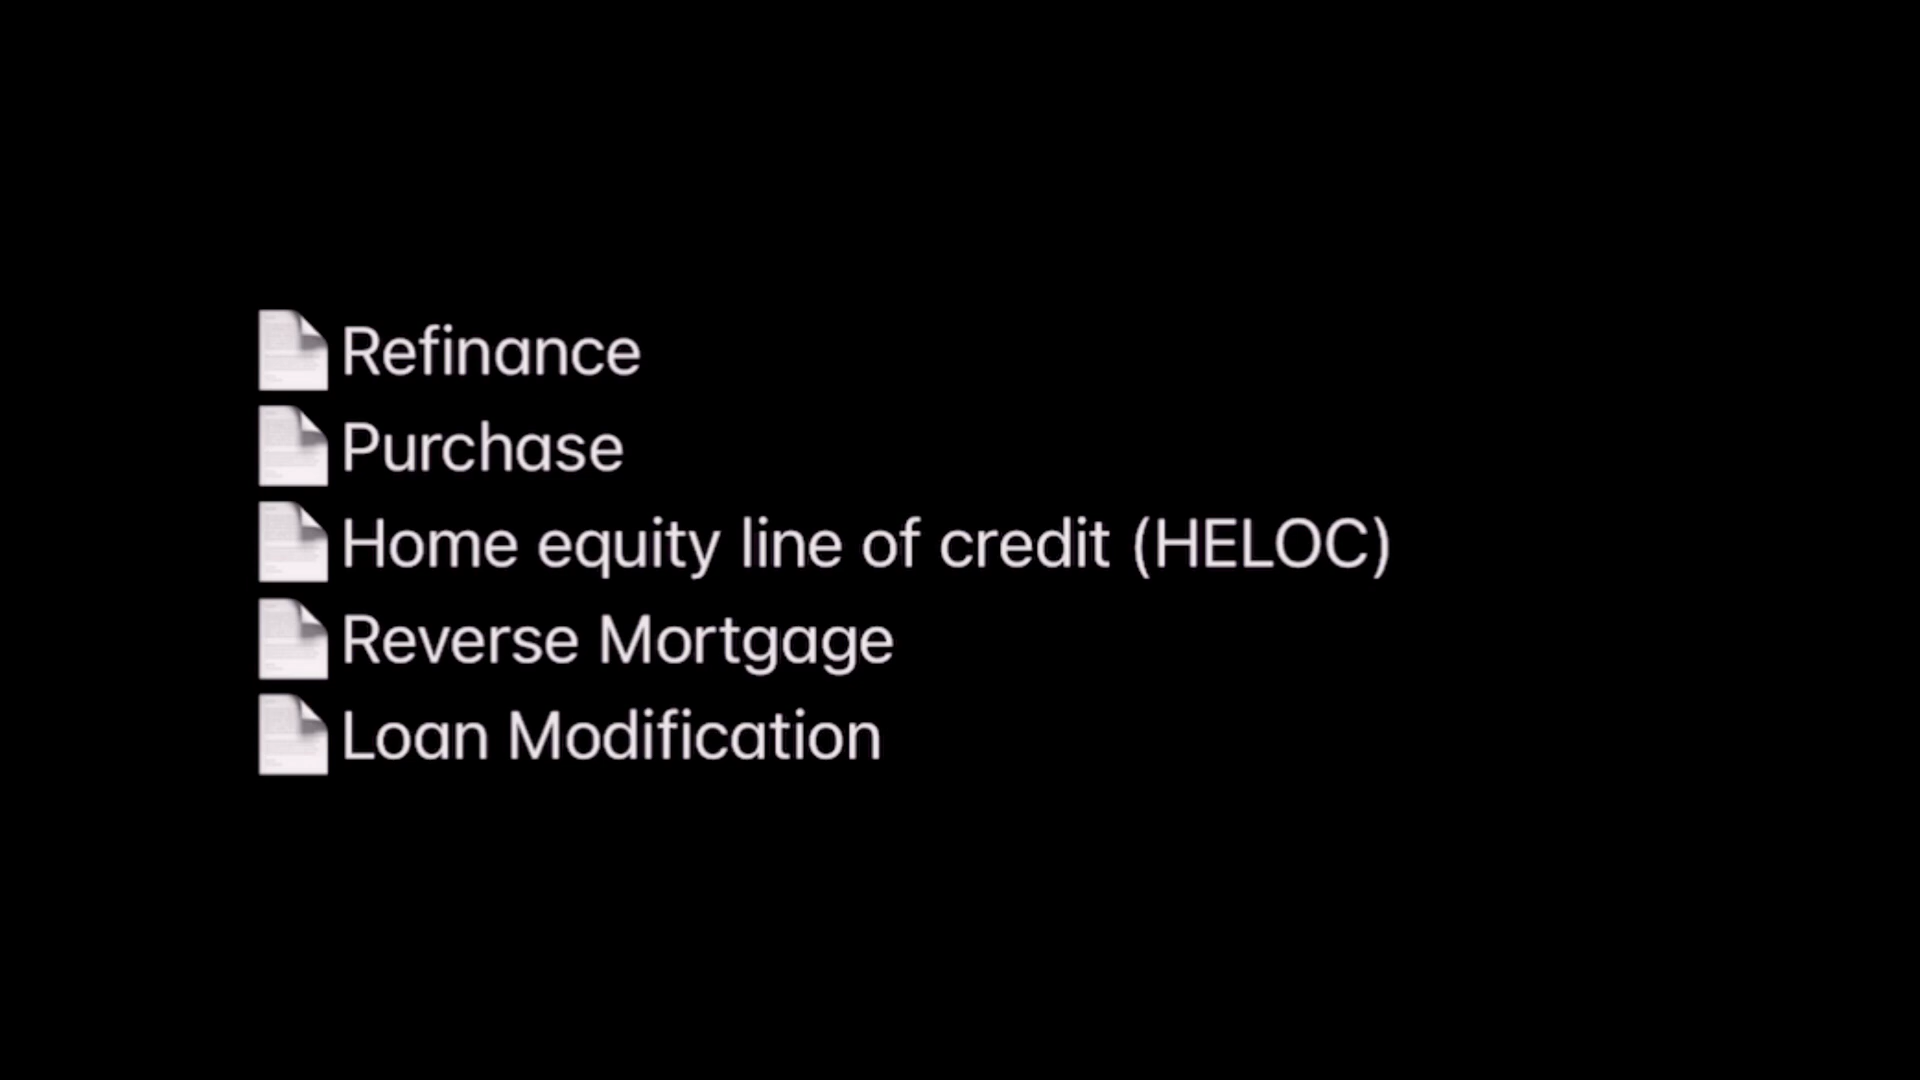 Refinance
Purchase
Home equity line of credit (HELOC)
Reverse Mortgage
Loan Modification